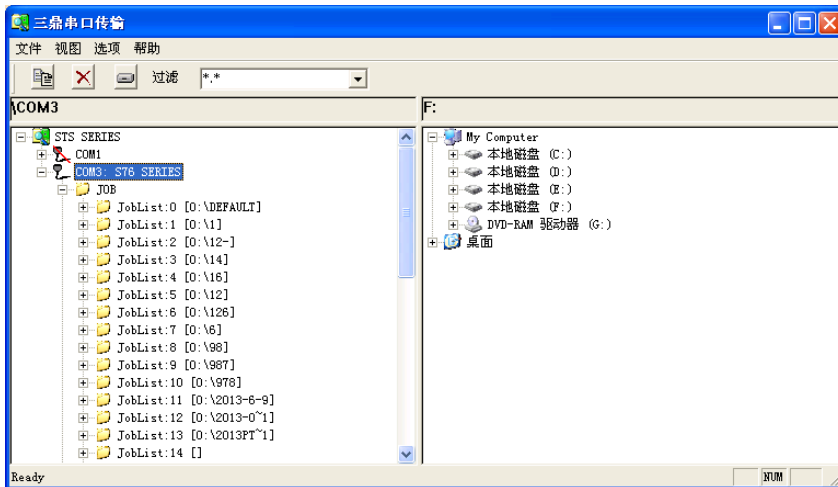 三鼎串口传输
文件 视图 选项 帮助
过滤 *.*
\COM3
F:
STS SERIES
COM1
COM3: S76 SERIES
JOB
JobList:0 [0:\DEFAULT]
JobList:1 [0:\1]
JobList:2 [0:\12-]
JobList:3 [0:\14]
JobList:4 [0:\16]
JobList:5 [0:\12]
JobList:6 [0:\126]
JobList:7 [0:\6]
JobList:8 [0:\98]
JobList:9 [0:\987]
JobList:10 [0:\978]
JobList:11 [0:\2013-6-9]
JobList:12 [0:\2013-0~1]
JobList:13 [0:\2013PT~1]
JobList:14 []
My Computer
本地磁盘 (C:)
本地磁盘 (D:)
本地磁盘 (E:)
本地磁盘 (F:)
DVD-RAM 驱动器 (G:)
桌面
Ready
NUM